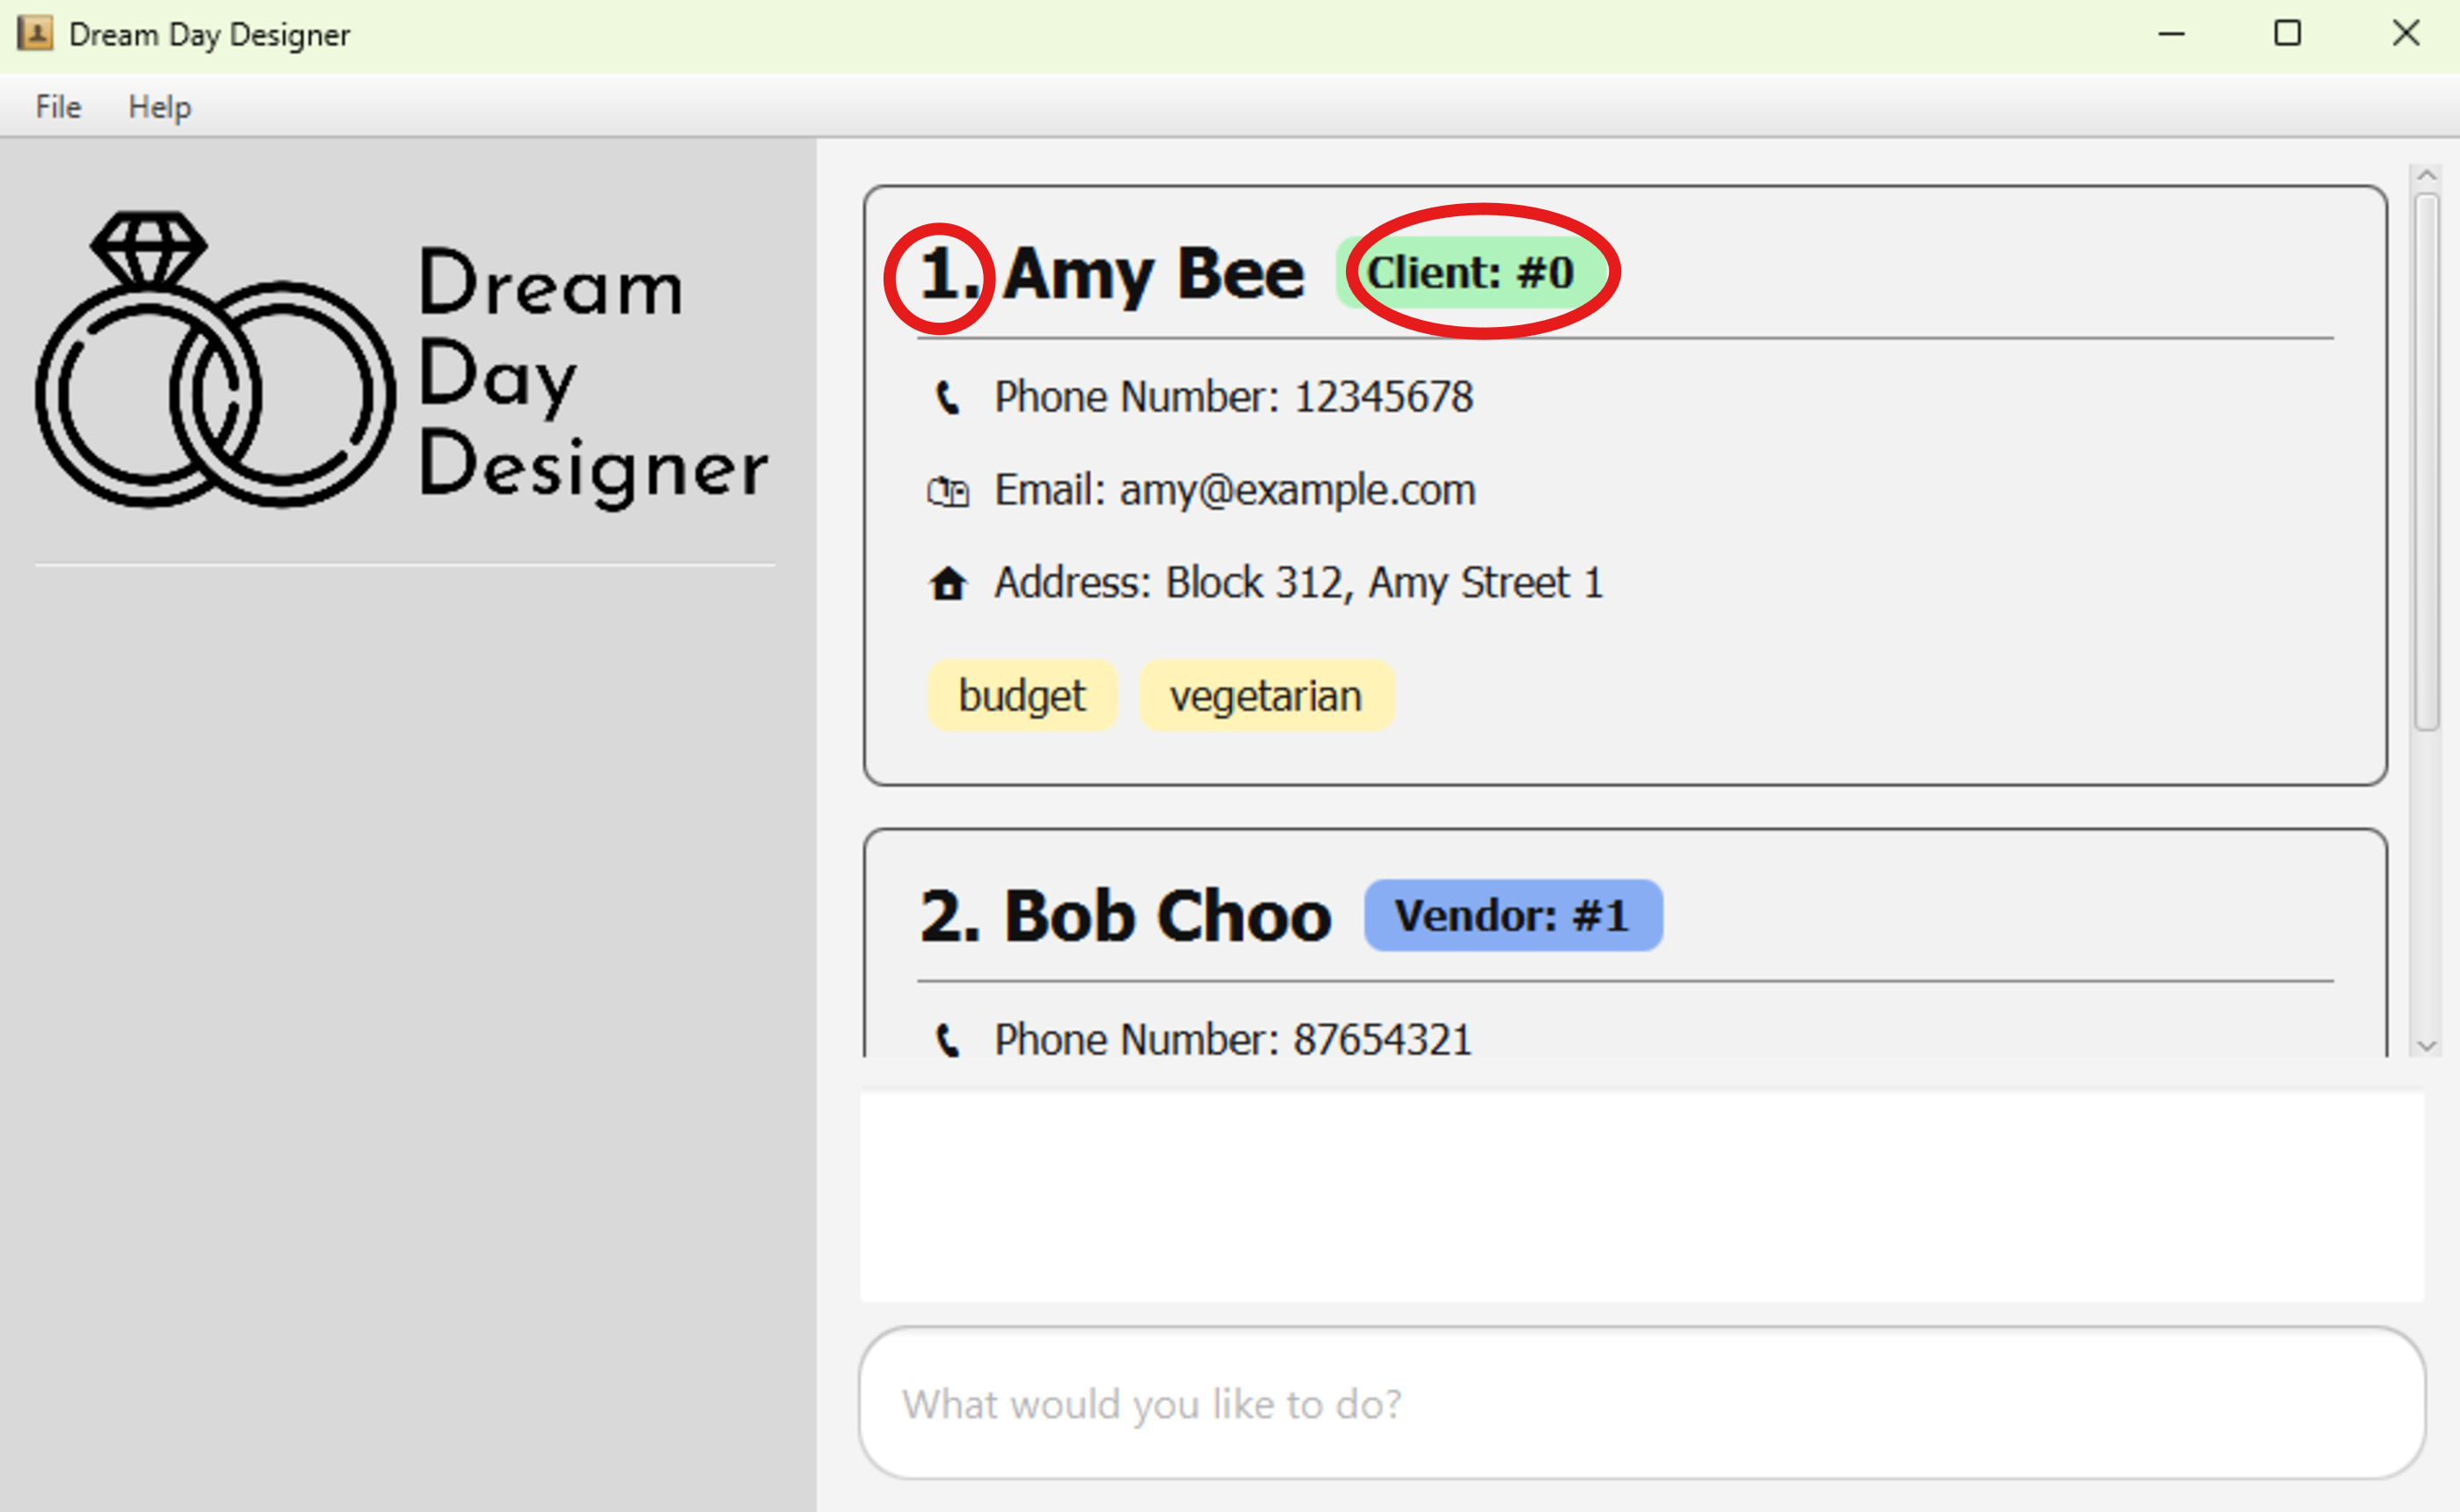 Dream Day Designer
File Help
Dream
Day
Designer
1. Amy Bee Client: #0
Phone Number: 12345678
Email: amy@example.com
Address: Block 312, Amy Street 1
budget vegetarian
2. Bob Choo Vendor: #1
Phone Number: 87654321
What would you like to do?